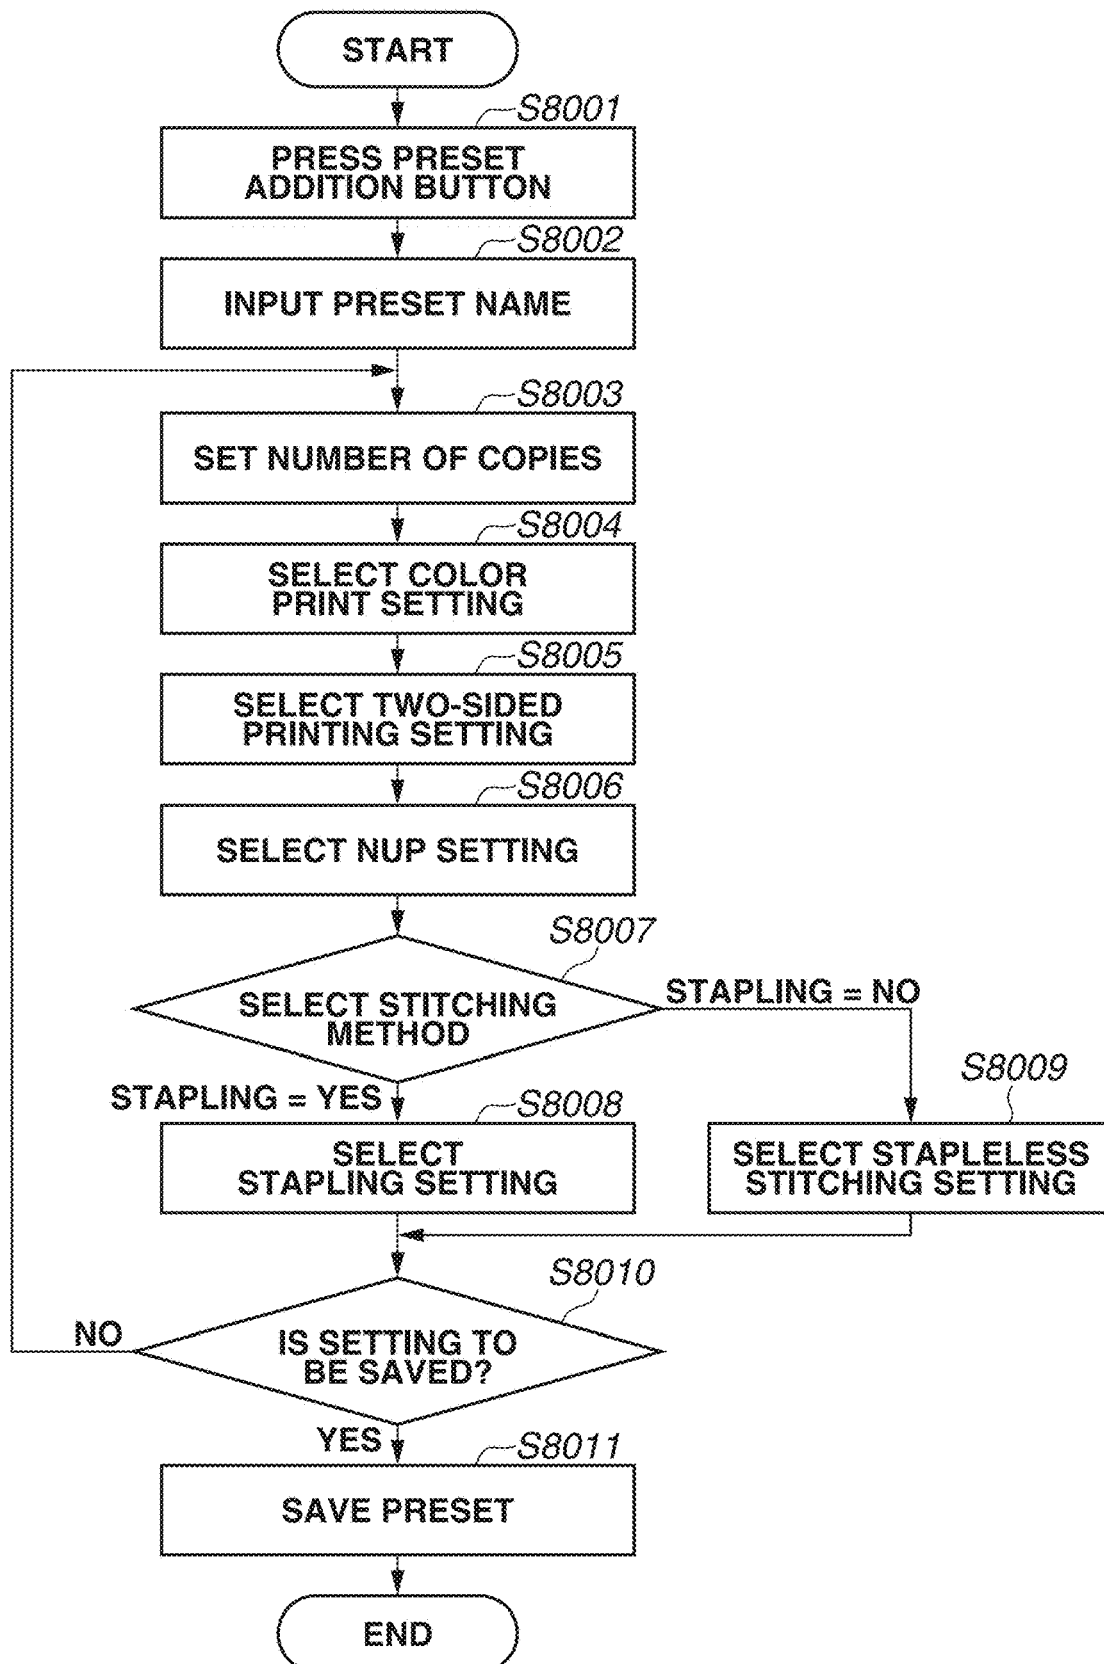 START
S8001
PRESS PRESET
ADDITION BUTTON
S8002
INPUT PRESET NAME
S8003
SET NUMBER OF COPIES
S8004
SELECT COLOR
PRINT SETTING
S8005
SELECT TWO-SIDED
PRINTING SETTING
S8006
SELECT NUP SETTING
S8007
SELECT STITCHING
METHOD
STAPLING = NO
STAPLING = YES
S8008
SELECT
STAPLING SETTING
S8009
SELECT STAPLELESS
STITCHING SETTING
S8010
IS SETTING TO
BE SAVED?
NO
YES
S8011
SAVE PRESET
END